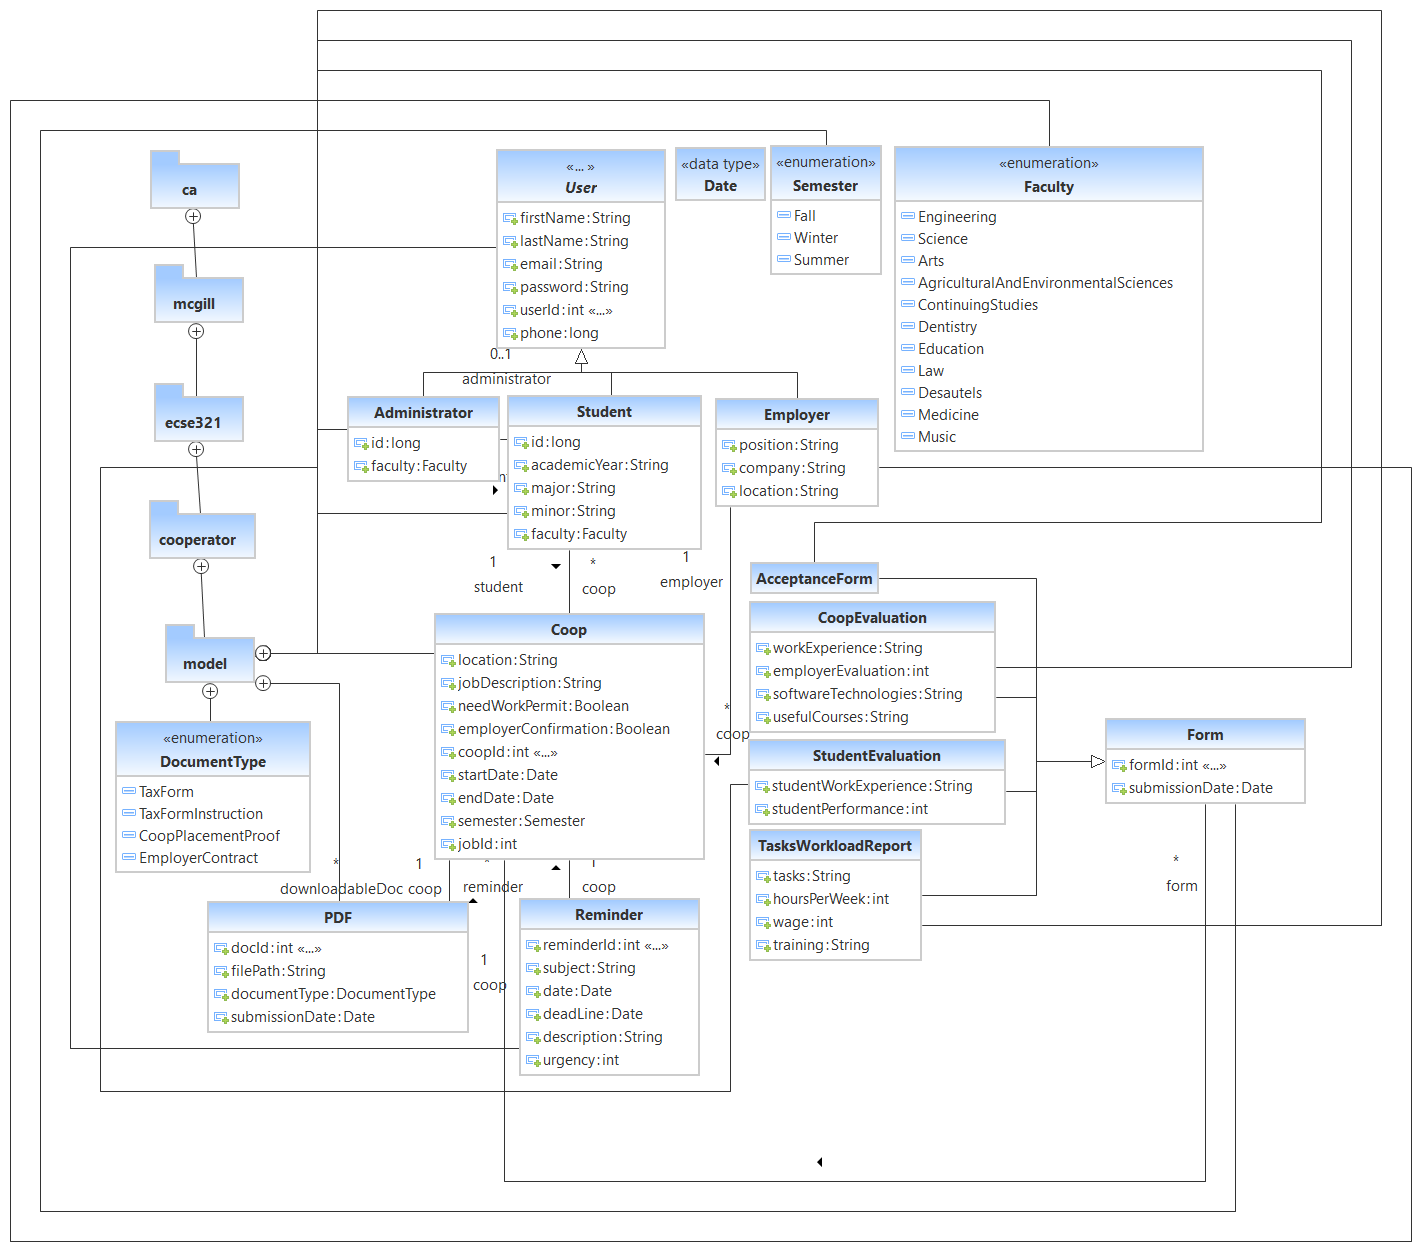 ca
mcgill
ecse321
cooperator
model
«... »
User
firstName:String
lastName:String
email:String
password:String
userId:int «...»
phone:long
«data type»
Date
«enumeration»
Semester
Fall
Winter
Summer
«enumeration»
Faculty
Engineering
Science
Arts
AgriculturalAndEnvironmentalSciences
ContinuingStudies
Dentistry
Education
Law
Desautels
Medicine
Music
0..1
administrator
Administrator
id:long
faculty:Faculty
Student
id:long
academicYear:String
major:String
minor:String
faculty:Faculty
Employer
position:String
company:String
location:String
1
student
*
coop
1
employer
AcceptanceForm
CoopEvaluation
workExperience:String
employerEvaluation:int
softwareTechnologies:String
usefulCourses:String
Coop
location:String
jobDescription:String
needWorkPermit:Boolean
employerConfirmation:Boolean
coopId:int «...»
startDate:Date
endDate:Date
semester:Semester
jobId:int
*
coop
StudentEvaluation
studentWorkExperience:String
studentPerformance:int
Form
formId:int «...»
submissionDate:Date
«enumeration»
DocumentType
TaxForm
TaxFormInstruction
CoopPlacementProof
EmployerContract
TasksWorkloadReport
tasks:String
hoursPerWeek:int
wage:int
training:String
*
downloadableDoc
1
coop
*
reminder
1
coop
*
form
PDF
docId:int «...»
filePath:String
documentType:DocumentType
submissionDate:Date
1
coop
Reminder
reminderId:int «...»
subject:String
date:Date
deadLine:Date
description:String
urgency:int